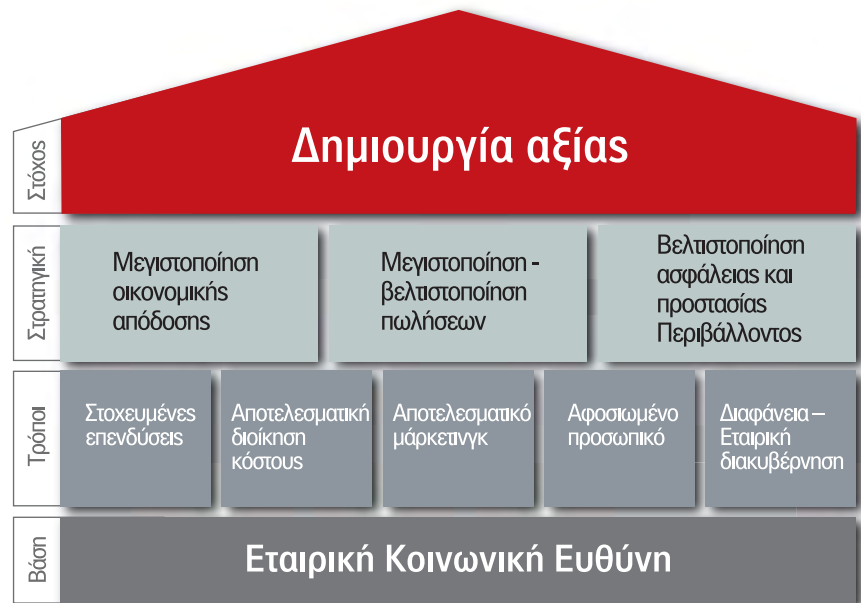 Στόχος
Δημιουργία αξίας
Στρατηγική
Μεγιστοποίηση
οικονομικής
απόδοσης
Μεγιστοποίηση -
βελτιστοποίηση
πωλήσεων
Βελτιστοποίηση
ασφάλειας και
προστασίας
Περιβάλλοντος
Τρόποι
Στοχευμένες
επενδύσεις
Αποτελεσματική
διοίκηση
κόστους
Αποτελεσματικό
μάρκετινγκ
Αφοσιωμένο
προσωπικό
Διαφάνεια –
Εταιρική
διακυβέρνηση
Βάση
Εταιρική Κοινωνική Ευθύνη